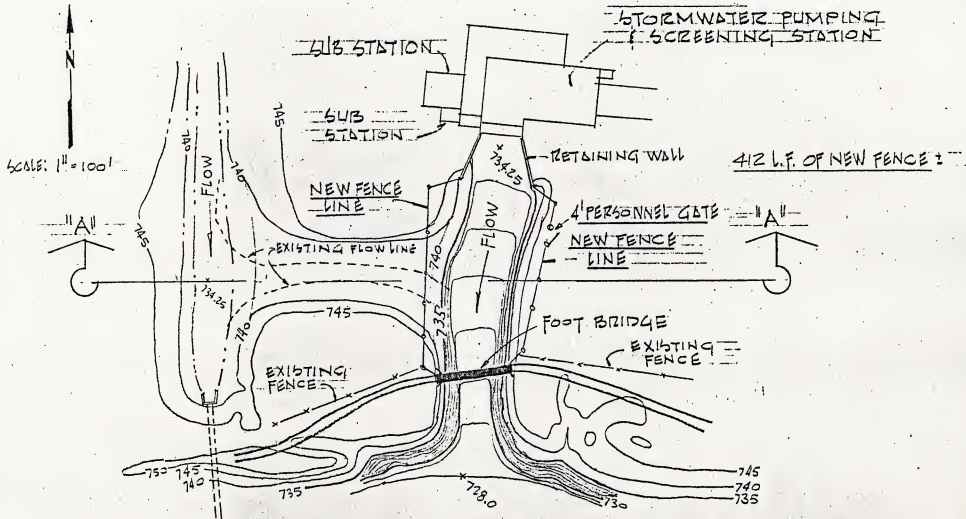 STORMWATER PUMPING
& SCREENING STATION
SUB STATION
N
SUB
STATION
745
740
740
SCALE: 1" = 100'
734.25
RETAINING WALL
412 L.F. OF NEW FENCE ±
FLOW
NEW FENCE
LINE
4' PERSONNEL GATE
"A"
"A"
745
FLOW
NEW FENCE
LINE
EXISTING FLOW LINE
740
734.25
735
740
745
FOOT BRIDGE
EXISTING
FENCE
EXISTING
FENCE
750
745
740
735
728.0
730
745
740
735